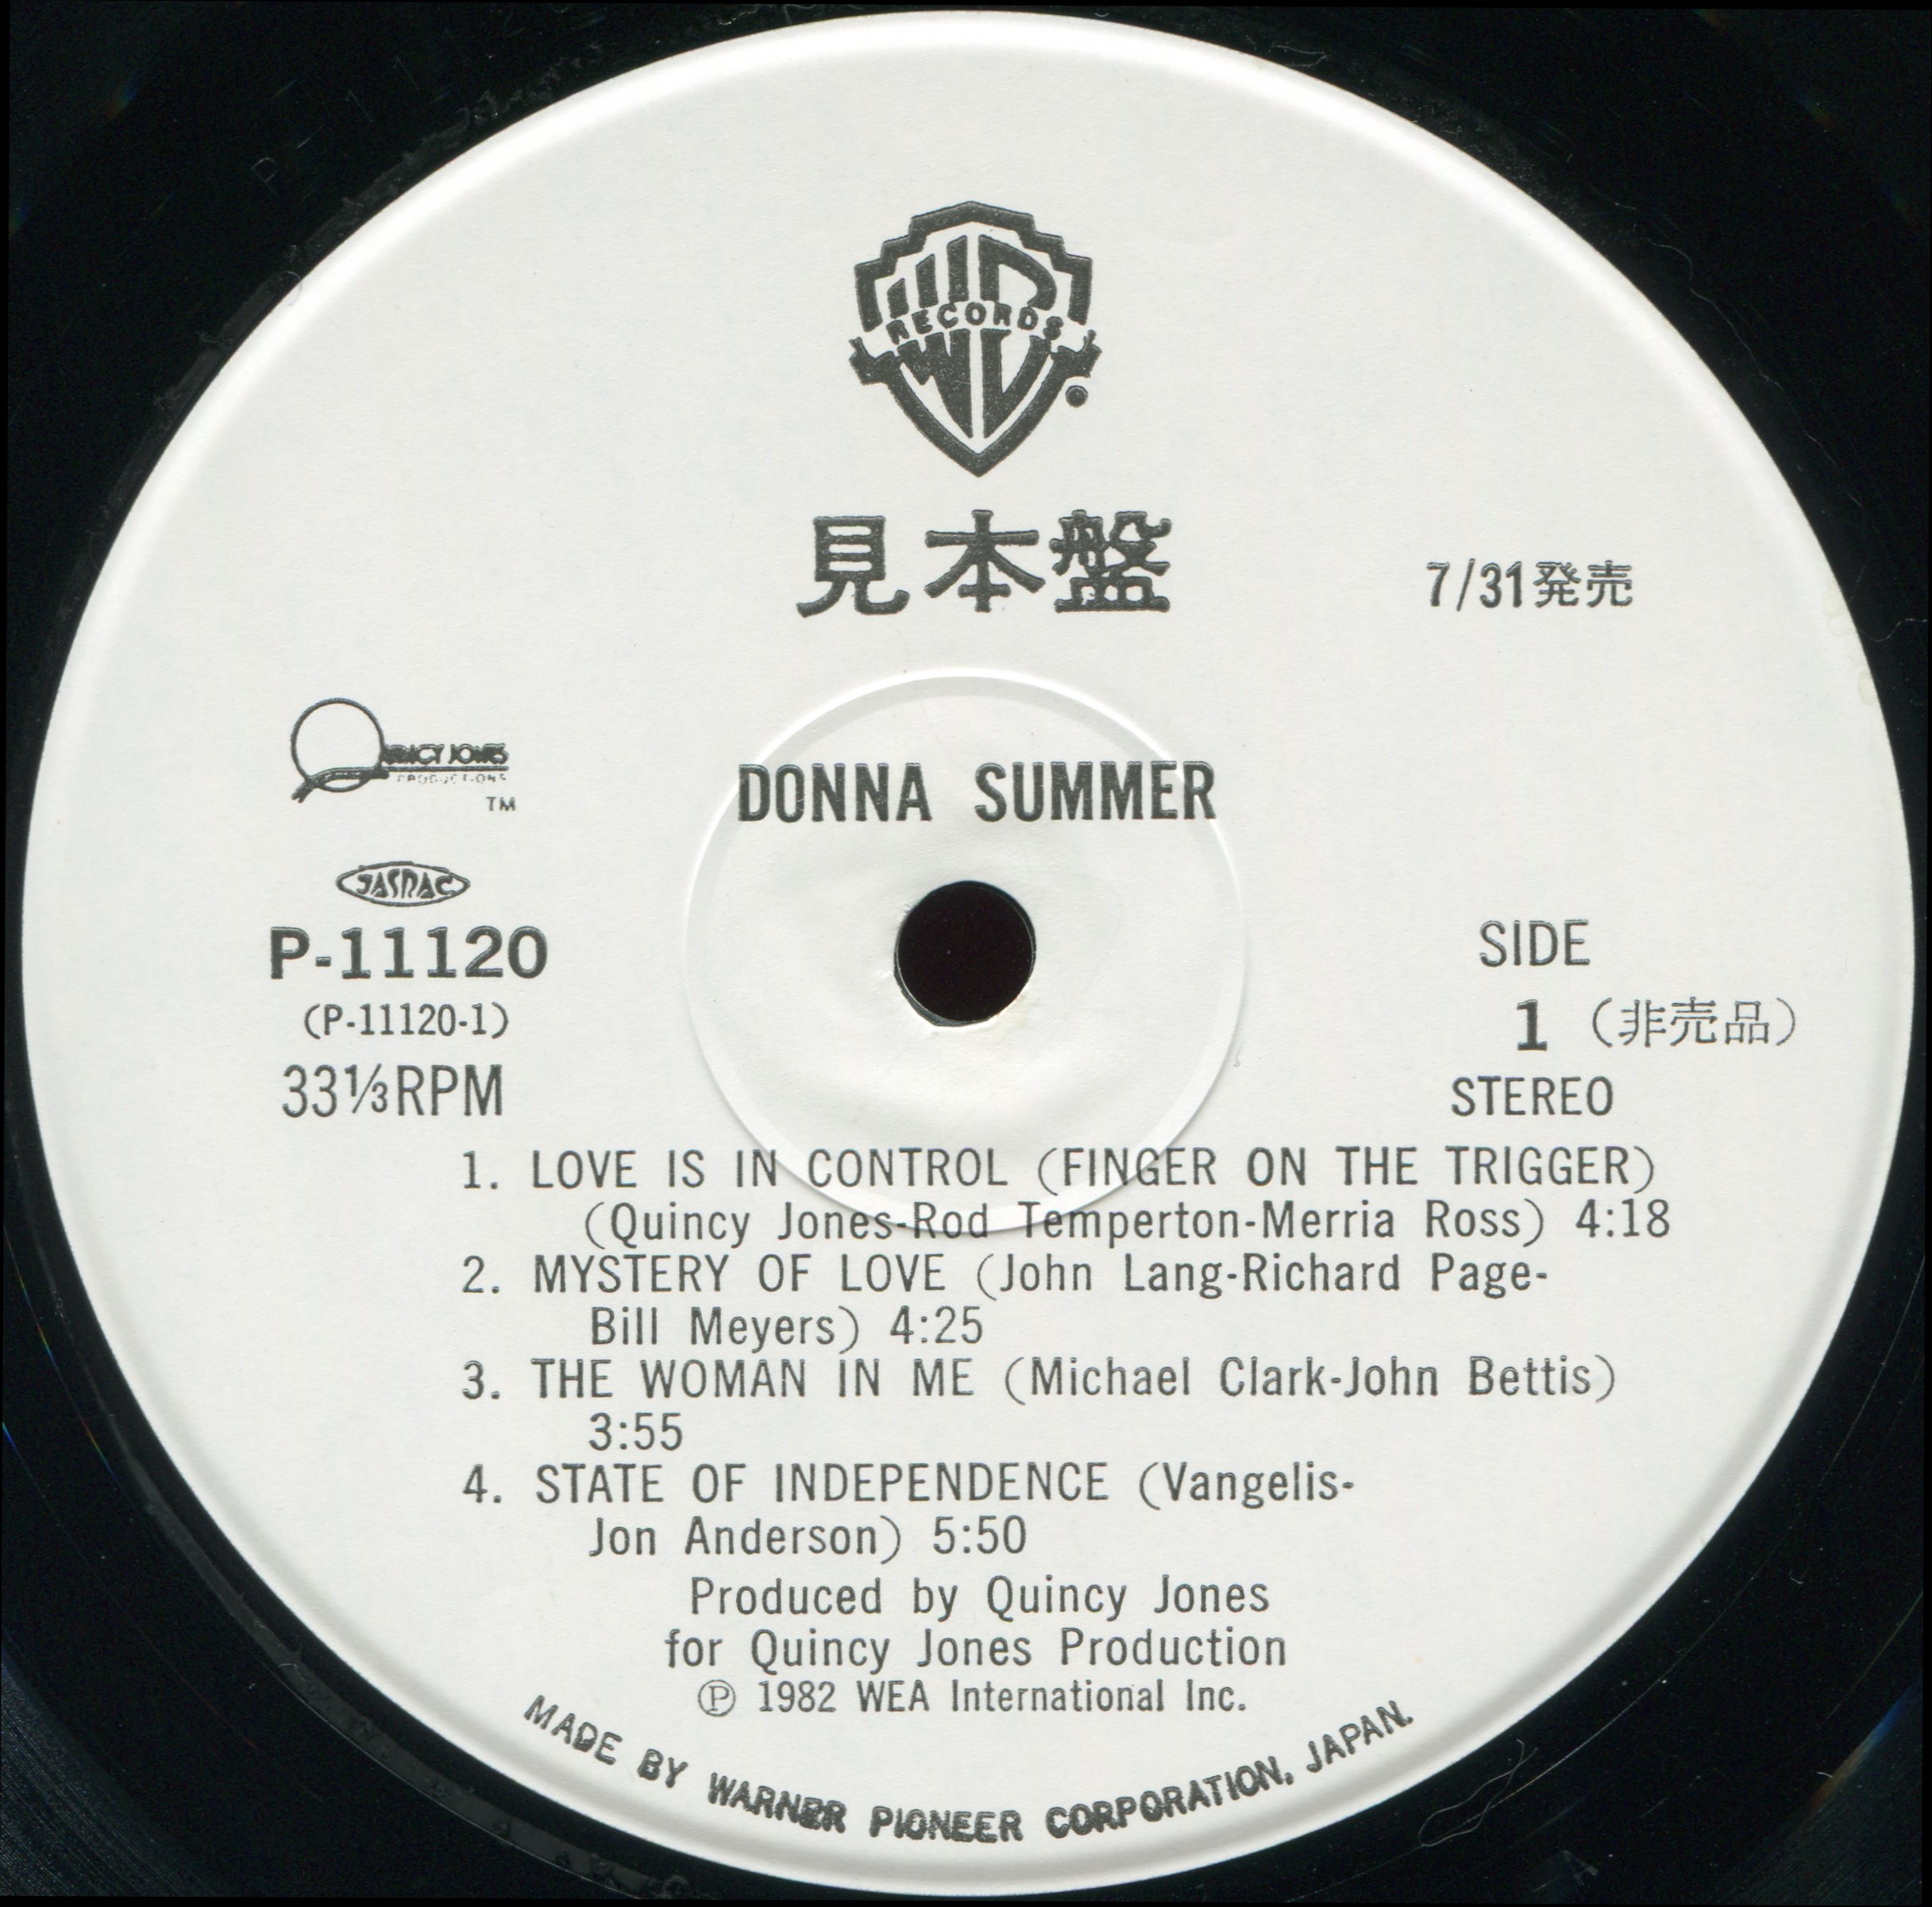 RECORDS
見本盤
7/31発売
QUINCY JONES
PRODUCTIONS
TM
DONNA SUMMER
JASRAC
P-11120
(P-11120-1)
33⅓RPM
SIDE
1 (非売品)
STEREO
1. LOVE IS IN CONTROL (FINGER ON THE TRIGGER)
(Quincy Jones-Rod Temperton-Merria Ross) 4:18
2. MYSTERY OF LOVE (John Lang-Richard Page-
Bill Meyers) 4:25
3. THE WOMAN IN ME (Michael Clark-John Bettis)
3:55
4. STATE OF INDEPENDENCE (Vangelis-
Jon Anderson) 5:50
Produced by Quincy Jones
for Quincy Jones Production
Ⓟ 1982 WEA International Inc.
MADE BY WARNER PIONEER CORPORATION, JAPAN.